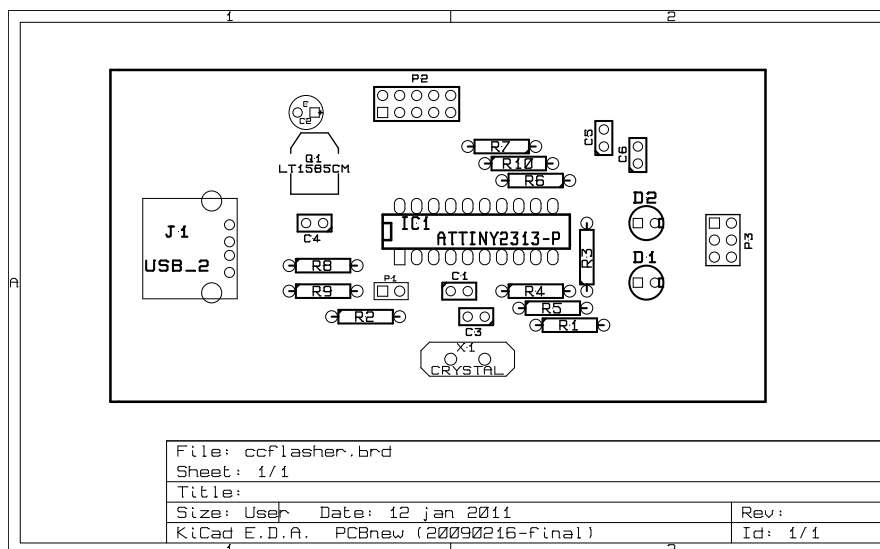 1 2
P2
C2
C5
C6
R7
R10
R6
Q1
LT1585CM
D2
J1
USB_2
C4
IC1
ATTINY2313-P
R3
P3
D1
A
R8
P1
C1
R9
R4
R5
R2
C3
R1
X1
CRYSTAL
File: ccflasher.brd
Sheet: 1/1
Title:
Size: User Date: 12 jan 2011 Rev:
KiCad E.D.A. PCBnew (20090216-final) Id: 1/1
1 2